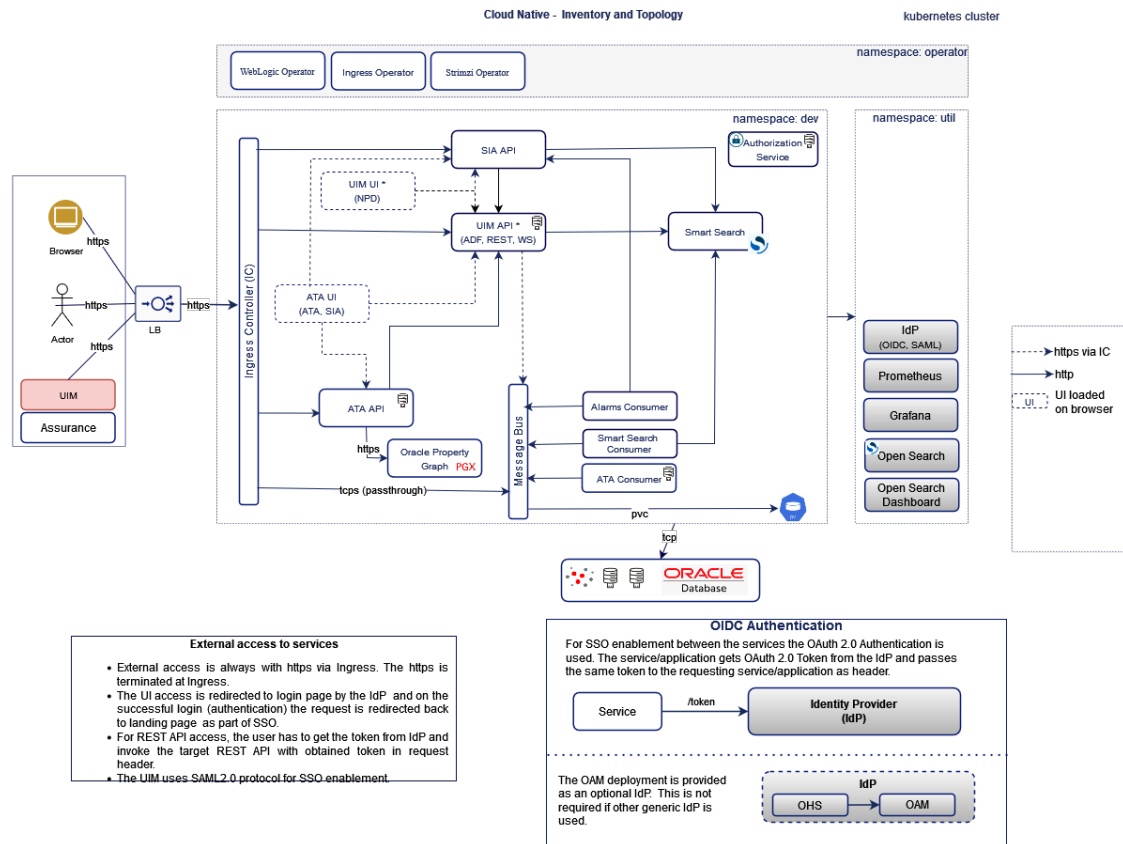 Cloud Native - Inventory and Topology
kubernetes cluster
namespace: operator
WebLogic Operator
Ingress Operator
Strimzi Operator
namespace: dev
namespace: util
Authorization
Service
SIA API
UIM UI *
(NPD)
UIM API *
(ADF, REST, WS)
Smart Search
Browser
https
Actor
https
https
LB
https
UIM
Assurance
Ingress Controller (IC)
ATA UI
(ATA, SIA)
ATA API
https
Oracle Property
Graph PGX
tcps (passthrough)
Message Bus
Alarms Consumer
Smart Search
Consumer
ATA Consumer
pvc
tcp
ORACLE
Database
IdP
(OIDC, SAML)
Prometheus
Grafana
Open Search
Open Search
Dashboard
https via IC
http
UI
UI loaded
on browser
External access to services
• External access is always with https via Ingress. The https is
terminated at Ingress.
• The UI access is redirected to login page by the IdP and on the
successful login (authentication) the request is redirected back
to landing page as part of SSO.
• For REST API access, the user has to get the token from IdP and
invoke the target REST API with obtained token in request
header.
• The UIM uses SAML2.0 protocol for SSO enablement.
OIDC Authentication
For SSO enablement between the services the OAuth 2.0 Authentication is
used. The service/application gets OAuth 2.0 Token from the IdP and passes
the same token to the requesting service/application as header.
Service
/token
Identity Provider
(IdP)
The OAM deployment is provided
as an optional IdP. This is not
required if other generic IdP is
used.
IdP
OHS
OAM